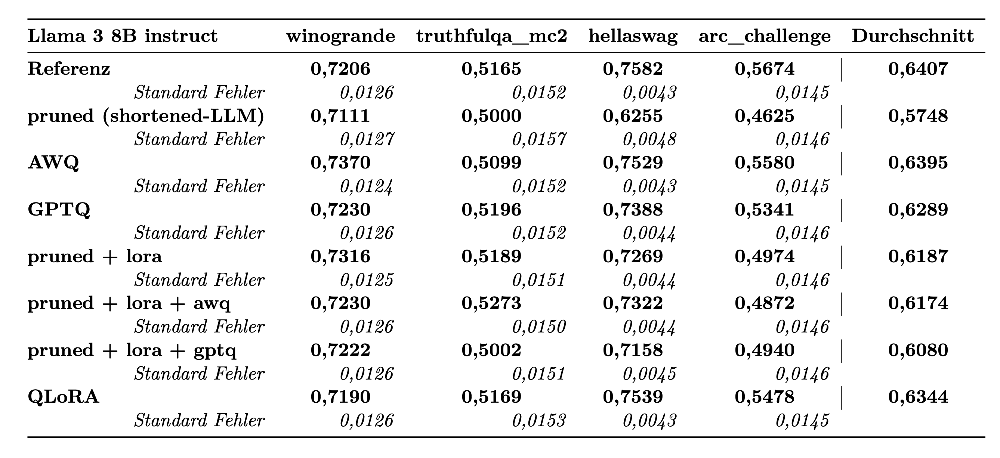 Llama 3 8B instruct winogrande truthfulqa_mc2 hellaswag arc_challenge Durchschnitt
Referenz 0,7206 0,5165 0,7582 0,5674 0,6407
Standard Fehler 0,0126 0,0152 0,0043 0,0145
pruned (shortened-LLM) 0,7111 0,5000 0,6255 0,4625 0,5748
Standard Fehler 0,0127 0,0157 0,0048 0,0146
AWQ 0,7370 0,5099 0,7529 0,5580 0,6395
Standard Fehler 0,0124 0,0152 0,0043 0,0145
GPTQ 0,7230 0,5196 0,7388 0,5341 0,6289
Standard Fehler 0,0126 0,0152 0,0044 0,0146
pruned + lora 0,7316 0,5189 0,7269 0,4974 0,6187
Standard Fehler 0,0125 0,0151 0,0044 0,0146
pruned + lora + awq 0,7230 0,5273 0,7322 0,4872 0,6174
Standard Fehler 0,0126 0,0150 0,0044 0,0146
pruned + lora + gptq 0,7222 0,5002 0,7158 0,4940 0,6080
Standard Fehler 0,0126 0,0151 0,0045 0,0146
QLoRA 0,7190 0,5169 0,7539 0,5478 0,6344
Standard Fehler 0,0126 0,0153 0,0043 0,0145